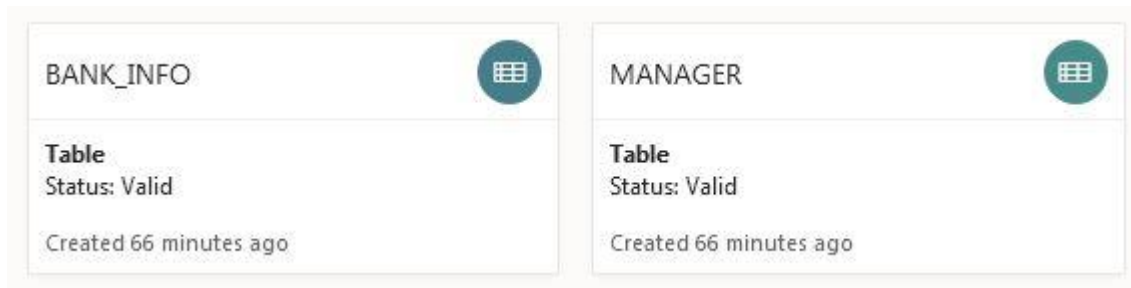 BANK_INFO
Table
Status: Valid
Created 66 minutes ago
MANAGER
Table
Status: Valid
Created 66 minutes ago